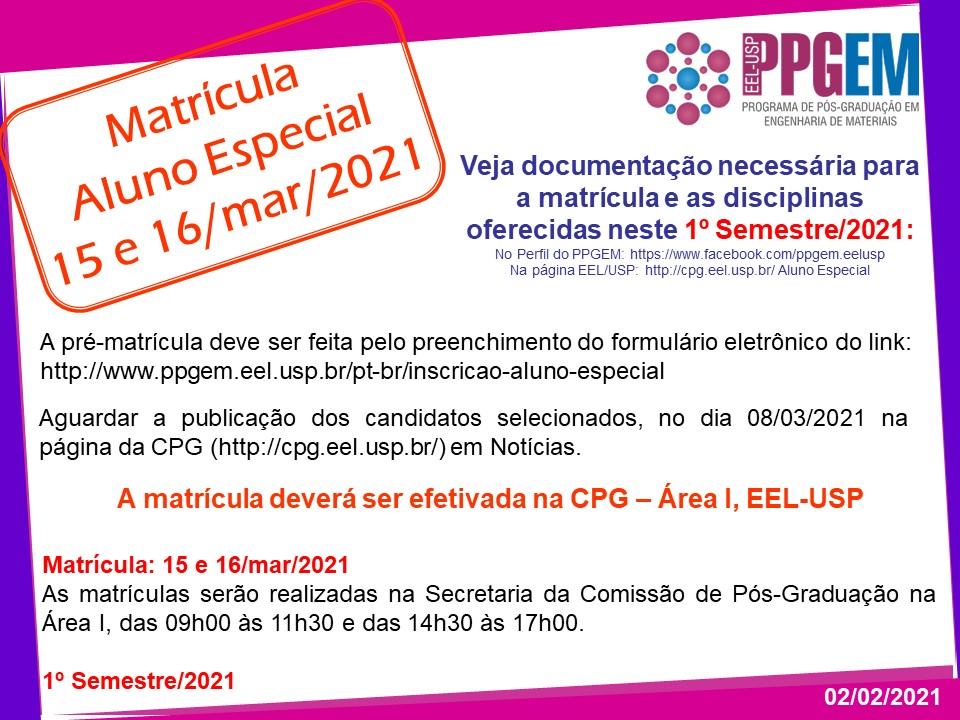 Matrícula
Aluno Especial
15 e 16/mar/2021
EEL-USP
PPGEM
PROGRAMA DE PÓS-GRADUAÇÃO EM
ENGENHARIA DE MATERIAIS
Veja documentação necessária para
a matrícula e as disciplinas
oferecidas neste 1º Semestre/2021:
No Perfil do PPGEM: https://www.facebook.com/ppgem.eelusp
Na página EEL/USP: http://cpg.eel.usp.br/ Aluno Especial
A pré-matrícula deve ser feita pelo preenchimento do formulário eletrônico do link:
http://www.ppgem.eel.usp.br/pt-br/inscricao-aluno-especial
Aguardar a publicação dos candidatos selecionados, no dia 08/03/2021 na
página da CPG (http://cpg.eel.usp.br/) em Notícias.
A matrícula deverá ser efetivada na CPG – Área I, EEL-USP
Matrícula: 15 e 16/mar/2021
As matrículas serão realizadas na Secretaria da Comissão de Pós-Graduação na
Área I, das 09h00 às 11h30 e das 14h30 às 17h00.
1º Semestre/2021
02/02/2021